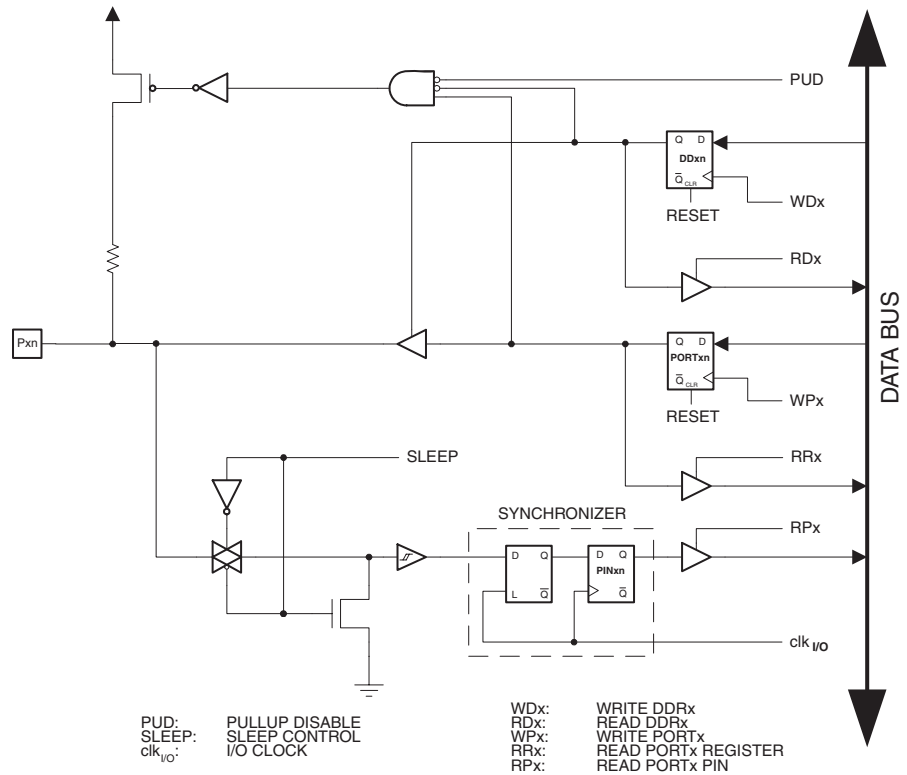 PUD
Q D
DDxn
Q CLR
WDx
RESET
RDx
Pxn
Q D
PORTxn
Q CLR
WPx
RESET
DATA BUS
SLEEP
RRx
SYNCHRONIZER
RPx
D Q
L Q
D Q
PINxn
Q
clk I/O
PUD: PULLUP DISABLE
SLEEP: SLEEP CONTROL
clkI/O: I/O CLOCK
WDx: WRITE DDRx
RDx: READ DDRx
WPx: WRITE PORTx
RRx: READ PORTx REGISTER
RPx: READ PORTx PIN